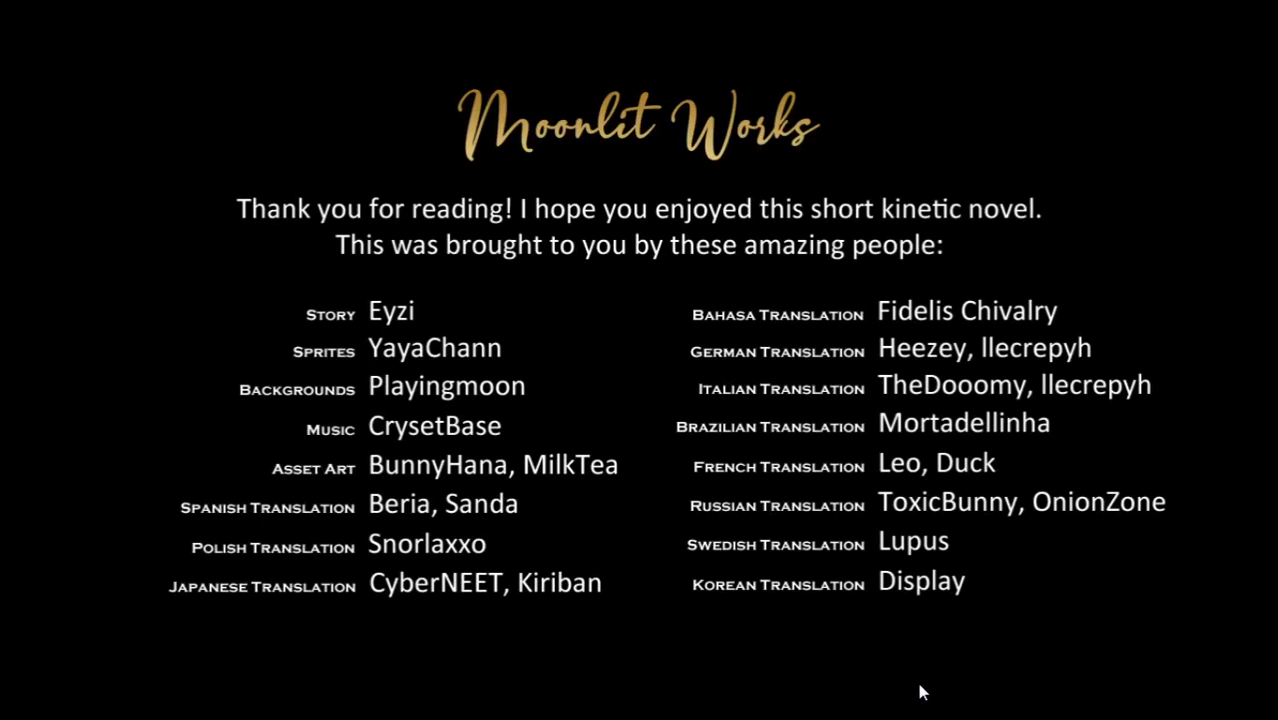 Moonlit Works
Thank you for reading! I hope you enjoyed this short kinetic novel.
This was brought to you by these amazing people:
STORY Eyzi
SPRITES YayaChann
BACKGROUNDS Playingmoon
MUSIC CrysetBase
ASSET ART BunnyHana, MilkTea
SPANISH TRANSLATION Beria, Sanda
POLISH TRANSLATION Snorlaxxo
JAPANESE TRANSLATION CyberNEET, Kiriban
BAHASA TRANSLATION Fidelis Chivalry
GERMAN TRANSLATION Heezey, llecrepyh
ITALIAN TRANSLATION TheDooomy, llecrepyh
BRAZILIAN TRANSLATION Mortadellinha
FRENCH TRANSLATION Leo, Duck
RUSSIAN TRANSLATION ToxicBunny, OnionZone
SWEDISH TRANSLATION Lupus
KOREAN TRANSLATION Display